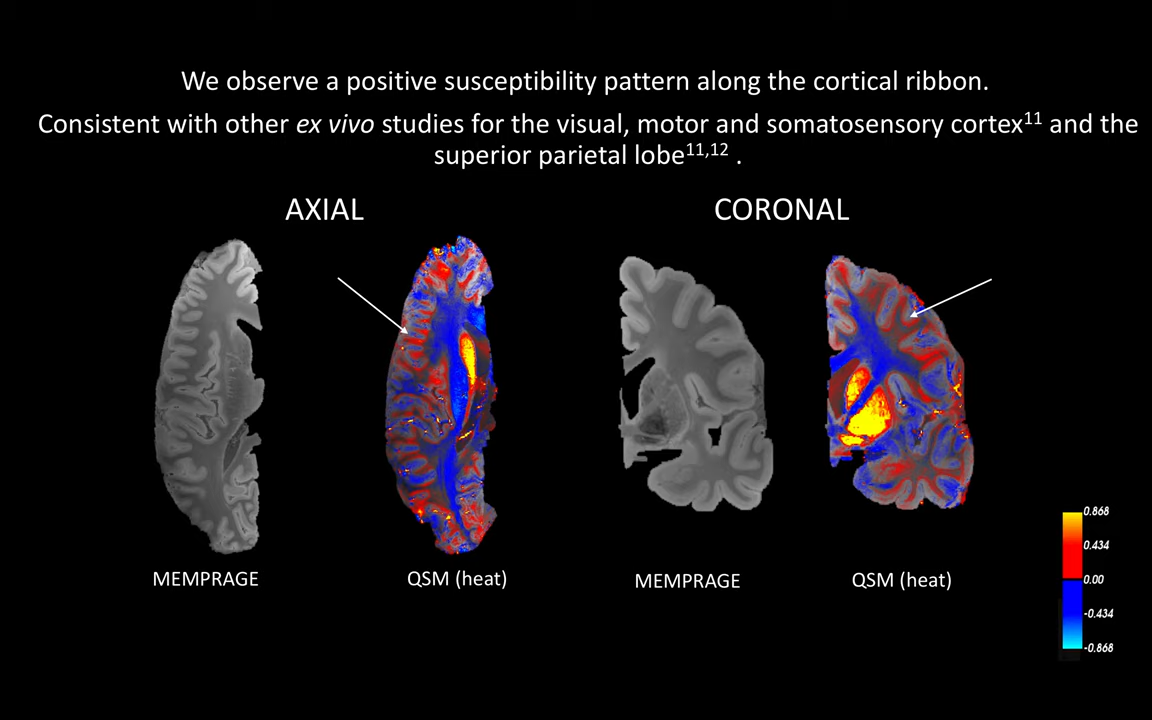 We observe a positive susceptibility pattern along the cortical ribbon.
Consistent with other ex vivo studies for the visual, motor and somatosensory cortex¹¹ and the
superior parietal lobe¹¹,¹² .
AXIAL
CORONAL
MEMPRAGE
QSM (heat)
MEMPRAGE
QSM (heat)
0.868
0.434
0.00
-0.434
-0.868